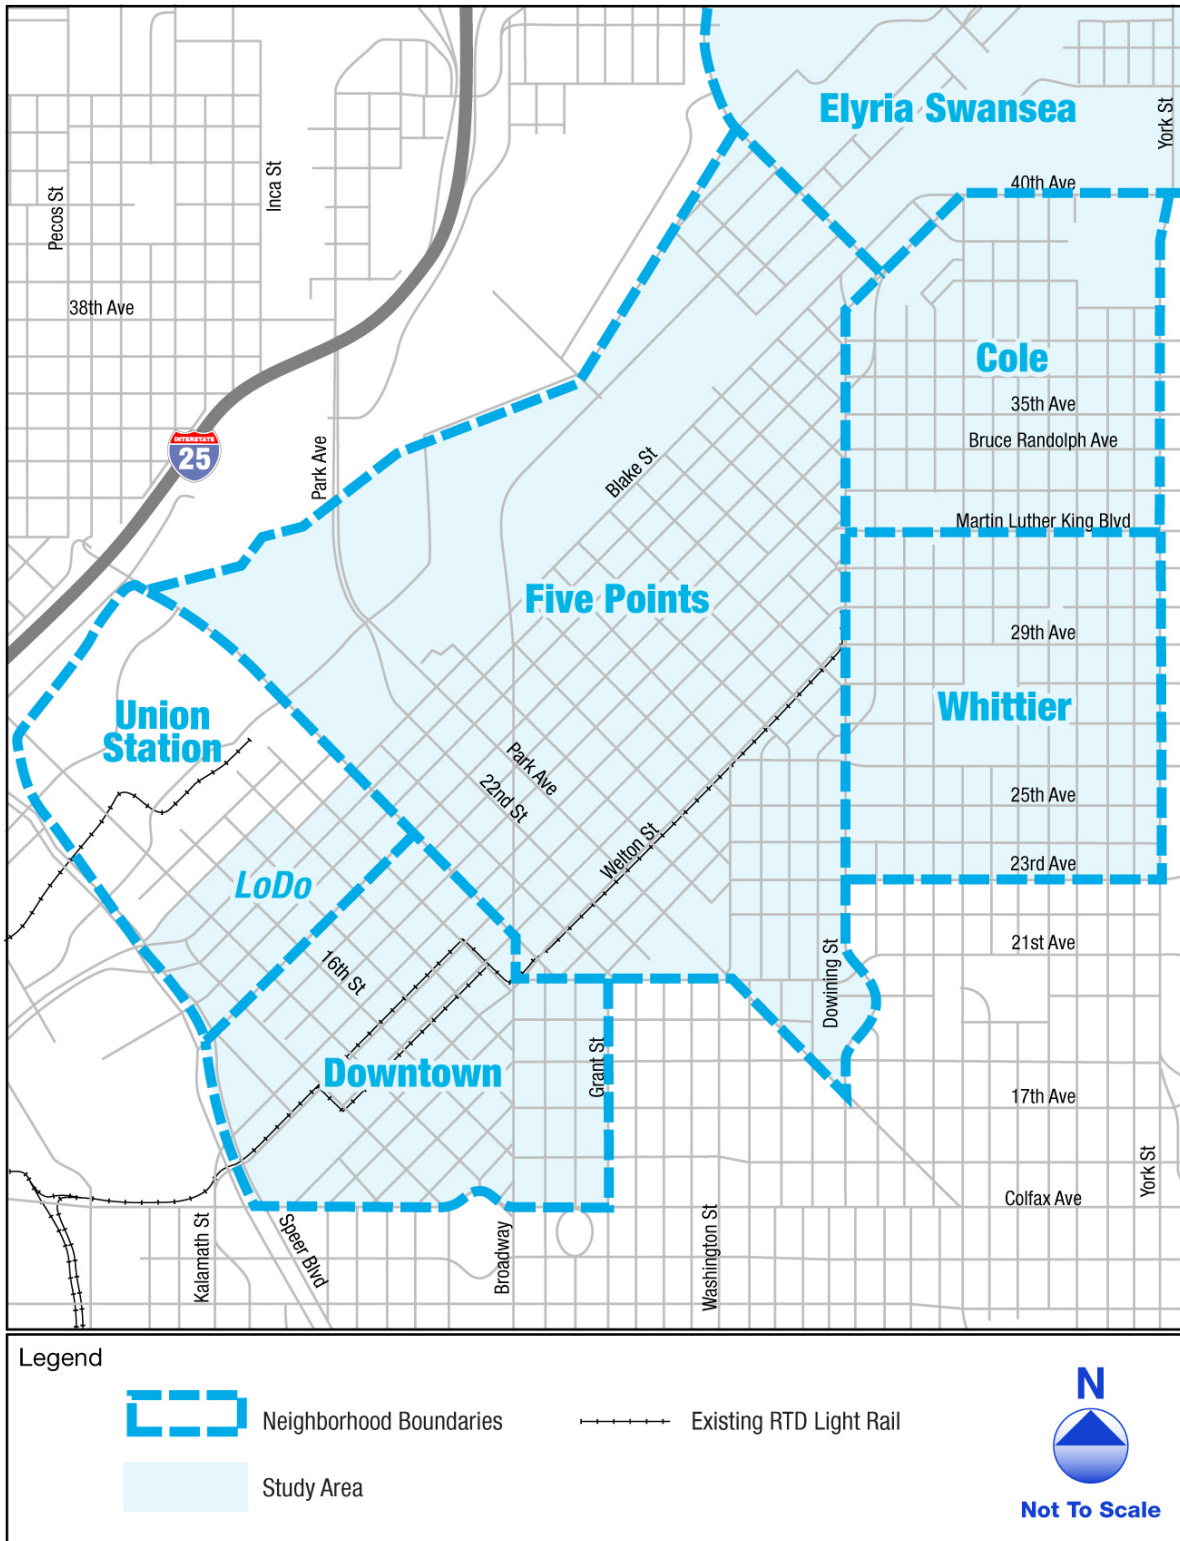 Elyria Swansea
York St
40th Ave
Inca St
Pecos St
38th Ave
Cole
35th Ave
Bruce Randolph Ave
INTERSTATE
25
Park Ave
Blake St
Martin Luther King Blvd
Five Points
29th Ave
Whittier
Union
Station
Park Ave
22nd St
25th Ave
Welton St
23rd Ave
LoDo
21st Ave
16th St
Dowining St
Grant St
Downtown
17th Ave
York St
Colfax Ave
Kalamath St
Speer Blvd
Broadway
Washington St
Legend
Neighborhood Boundaries
Existing RTD Light Rail
Study Area
N
Not To Scale